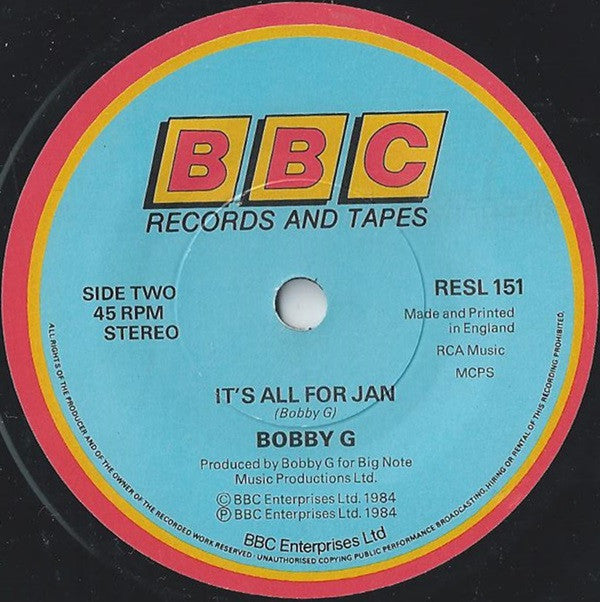 BBC
RECORDS AND TAPES
SIDE TWO
45 RPM
STEREO
RESL 151
Made and Printed
in England
RCA Music
MCPS
IT'S ALL FOR JAN
(Bobby G)
BOBBY G
Produced by Bobby G for Big Note
Music Productions Ltd.
© BBC Enterprises Ltd. 1984
℗ BBC Enterprises Ltd. 1984
BBC Enterprises Ltd
ALL RIGHTS OF THE PRODUCER AND OF THE OWNER OF THE RECORDED WORK RESERVED · UNAUTHORISED COPYING PUBLIC PERFORMANCE BROADCASTING, HIRING OR RENTAL OF THIS RECORDING PROHIBITED.